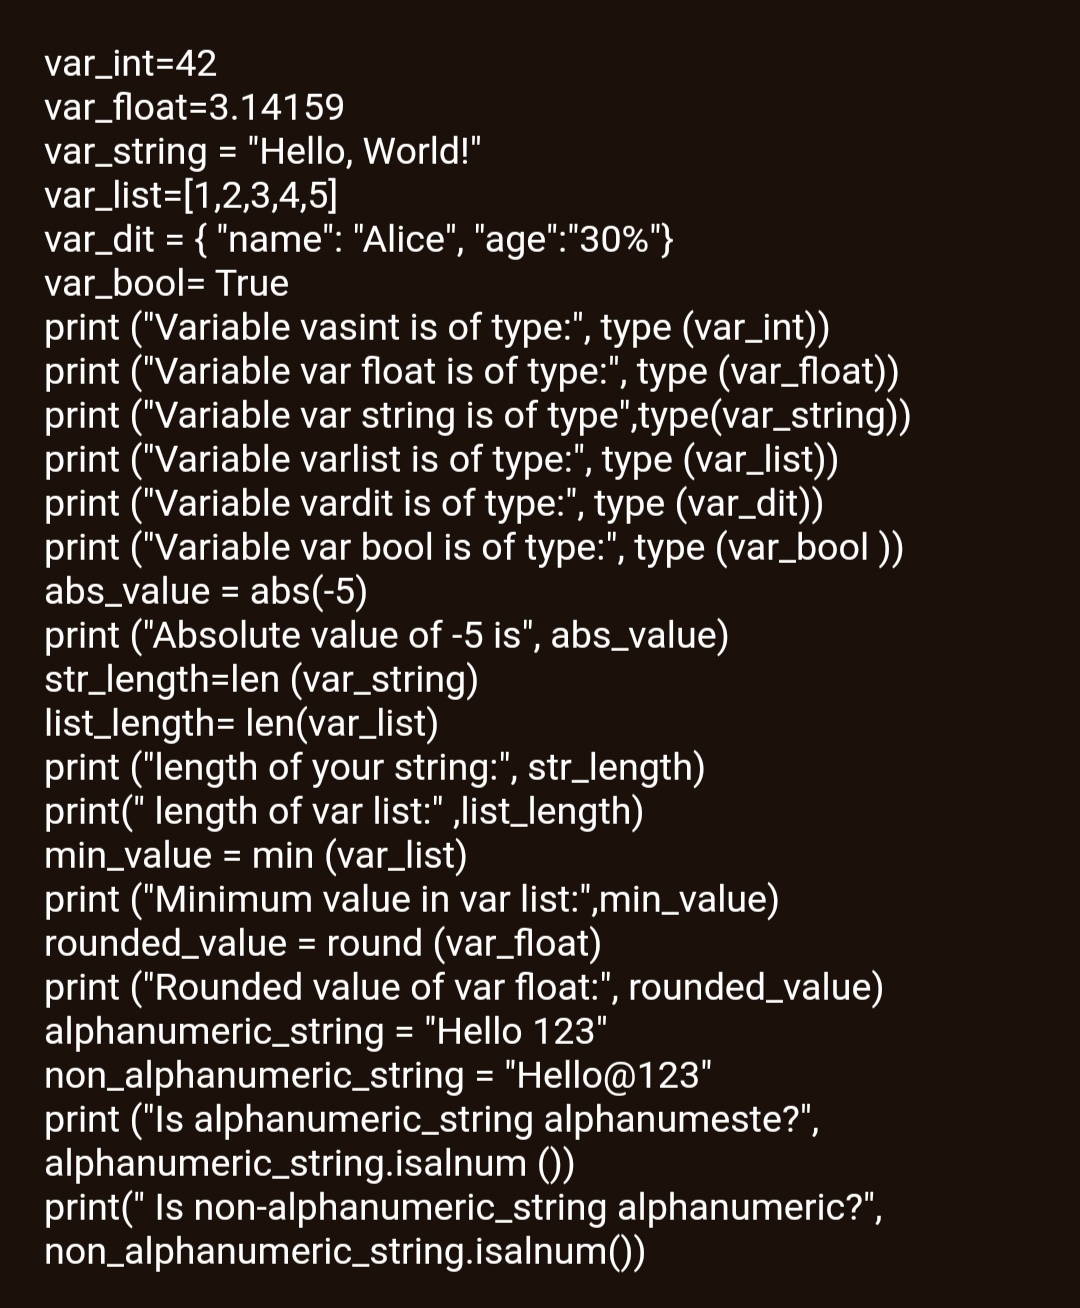 var_int=42
var_float=3.14159
var_string = "Hello, World!"
var_list=[1,2,3,4,5]
var_dit = { "name": "Alice", "age":"30%"}
var_bool= True
print ("Variable vasint is of type:", type (var_int))
print ("Variable var float is of type:", type (var_float))
print ("Variable var string is of type",type(var_string))
print ("Variable varlist is of type:", type (var_list))
print ("Variable vardit is of type:", type (var_dit))
print ("Variable var bool is of type:", type (var_bool ))
abs_value = abs(-5)
print ("Absolute value of -5 is", abs_value)
str_length=len (var_string)
list_length= len(var_list)
print ("length of your string:", str_length)
print(" length of var list:" ,list_length)
min_value = min (var_list)
print ("Minimum value in var list:",min_value)
rounded_value = round (var_float)
print ("Rounded value of var float:", rounded_value)
alphanumeric_string = "Hello 123"
non_alphanumeric_string = "Hello@123"
print ("Is alphanumeric_string alphanumeste?",
alphanumeric_string.isalnum ())
print(" Is non-alphanumeric_string alphanumeric?",
non_alphanumeric_string.isalnum())